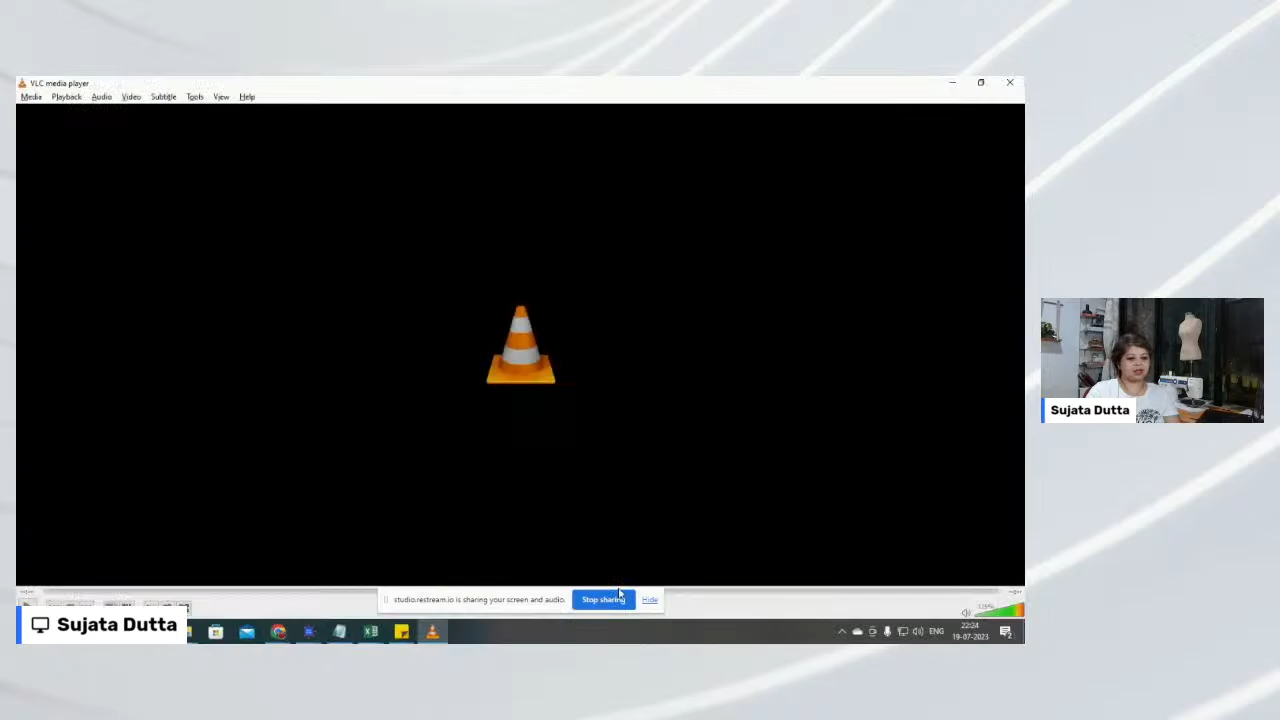 VLC media player
Media Playback Audio Video Subtitle Tools View Help
Sujata Dutta
studio.restream.io is sharing your screen and audio. Stop sharing Hide
Sujata Dutta
ENG
22:24
19-07-2023